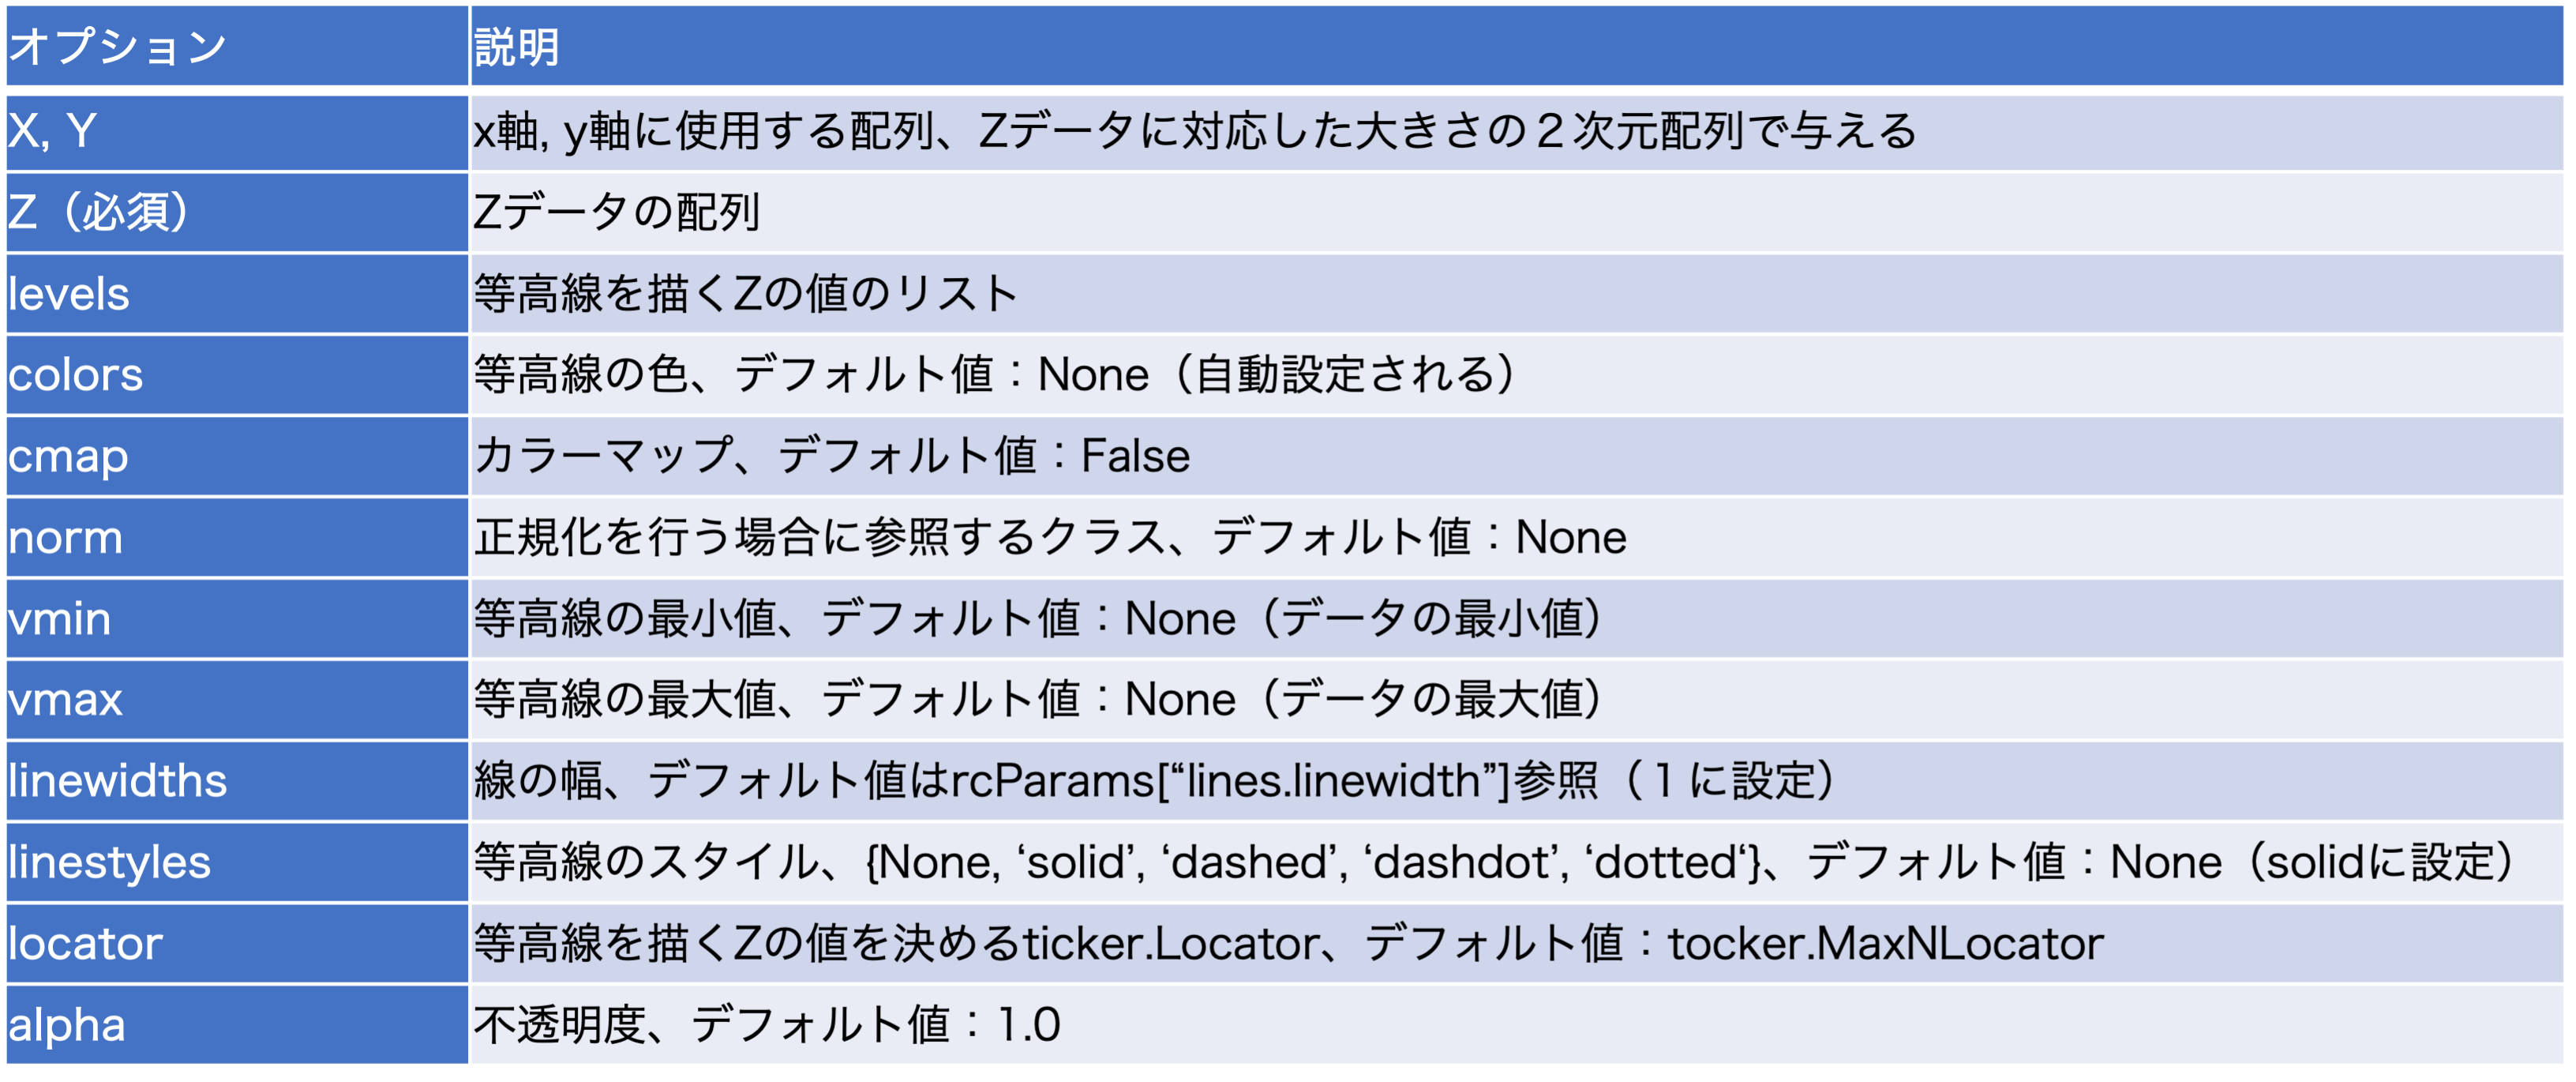 オプション 説明
X, Y x軸, y軸に使用する配列、Zデータに対応した大きさの２次元配列で与える
Z（必須） Zデータの配列
levels 等高線を描くZの値のリスト
colors 等高線の色、デフォルト値：None（自動設定される）
cmap カラーマップ、デフォルト値：False
norm 正規化を行う場合に参照するクラス、デフォルト値：None
vmin 等高線の最小値、デフォルト値：None（データの最小値）
vmax 等高線の最大値、デフォルト値：None（データの最大値）
linewidths 線の幅、デフォルト値はrcParams[“lines.linewidth”]参照（１に設定）
linestyles 等高線のスタイル、{None, ‘solid’, ‘dashed’, ‘dashdot’, ‘dotted‘}、デフォルト値：None（solidに設定）
locator 等高線を描くZの値を決めるticker.Locator、デフォルト値：tocker.MaxNLocator
alpha 不透明度、デフォルト値：1.0